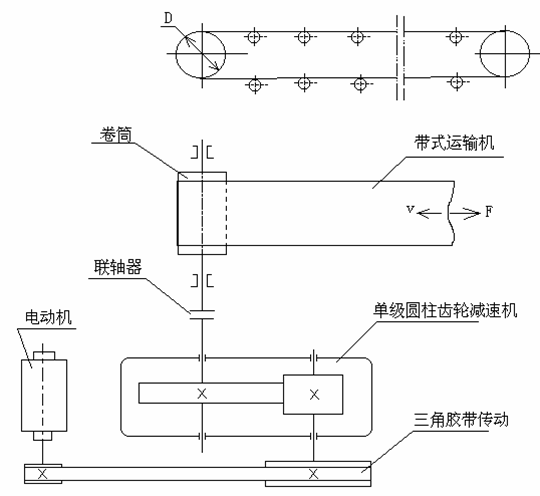 D
卷筒
带式运输机
v
F
联轴器
电动机
单级圆柱齿轮减速机
三角胶带传动